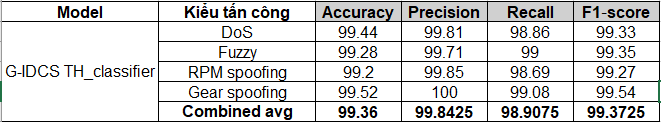 Model Kiểu tấn công Accuracy Precision Recall F1-score
G-IDCS TH_classifier
DoS 99.44 99.81 98.86 99.33
Fuzzy 99.28 99.71 99 99.35
RPM spoofing 99.2 99.85 98.69 99.27
Gear spoofing 99.52 100 99.08 99.54
Combined avg 99.36 99.8425 98.9075 99.3725